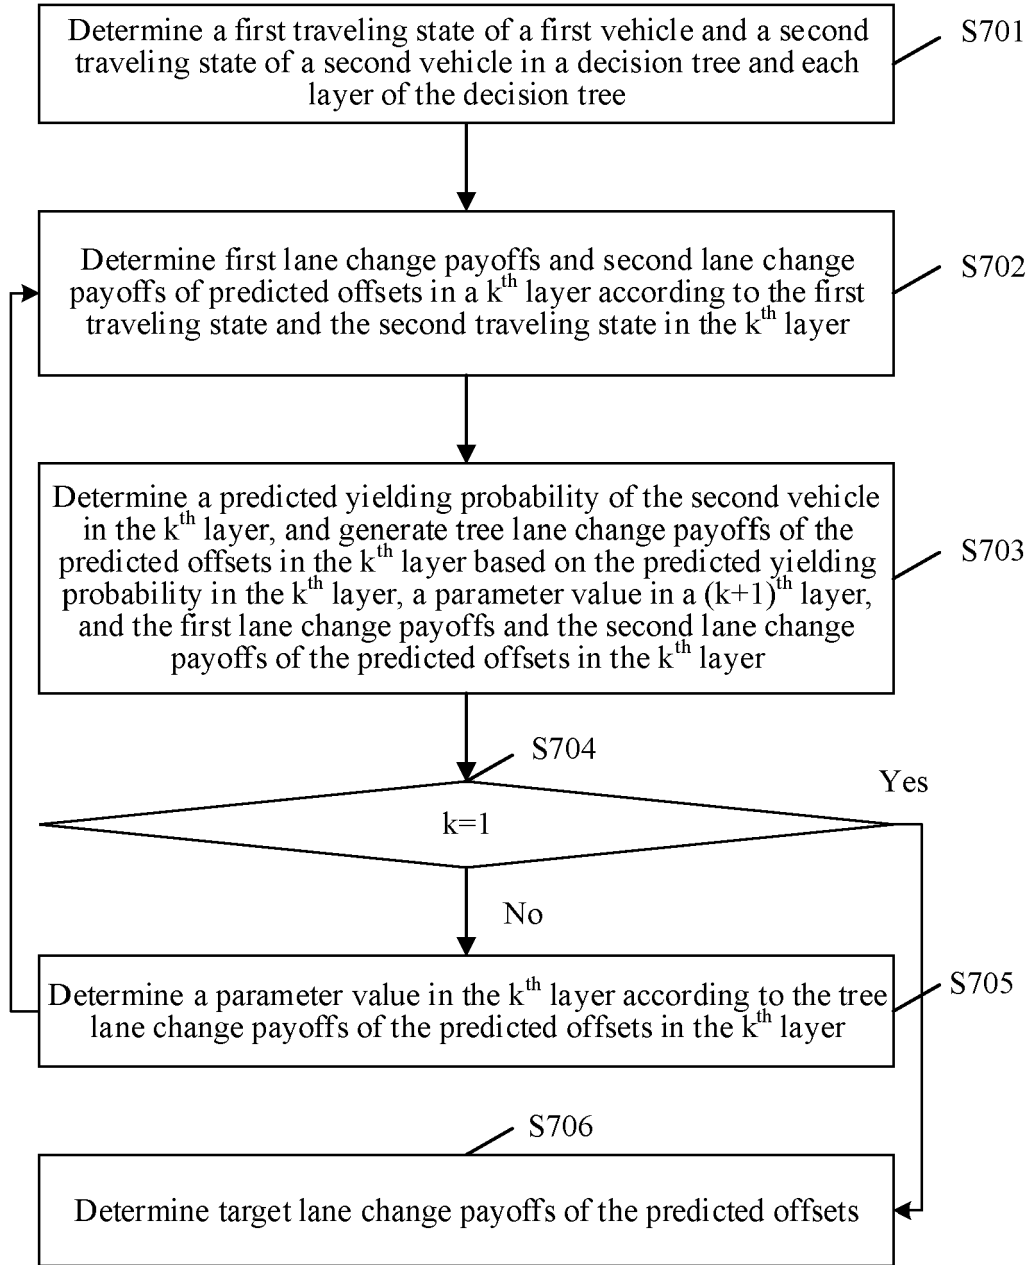 Determine a first traveling state of a first vehicle and a second
traveling state of a second vehicle in a decision tree and each
layer of the decision tree
S701
Determine first lane change payoffs and second lane change
payoffs of predicted offsets in a kth layer according to the first
traveling state and the second traveling state in the kth layer
S702
Determine a predicted yielding probability of the second vehicle
in the kth layer, and generate tree lane change payoffs of the
predicted offsets in the kth layer based on the predicted yielding
probability in the kth layer, a parameter value in a (k+1)th layer,
and the first lane change payoffs and the second lane change
payoffs of the predicted offsets in the kth layer
S703
S704
k=1
Yes
No
Determine a parameter value in the kth layer according to the tree
lane change payoffs of the predicted offsets in the kth layer
S705
S706
Determine target lane change payoffs of the predicted offsets